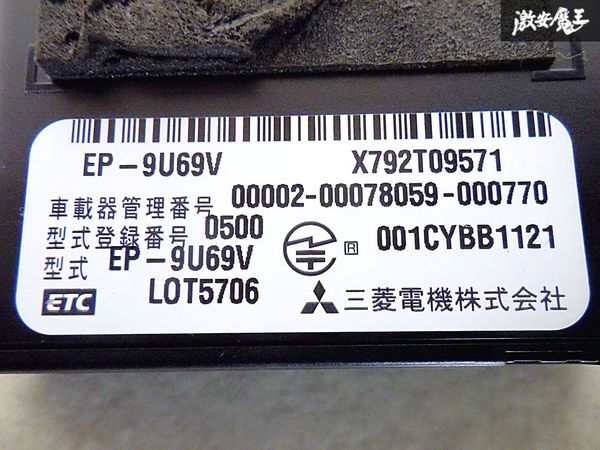 激安魔王
EP-9U69V X792T09571
車載器管理番号 00002-00078059-000770
型式登録番号 0500 R 001CYBB1121
型式 EP-9U69V
ETC LOT5706 三菱電機株式会社